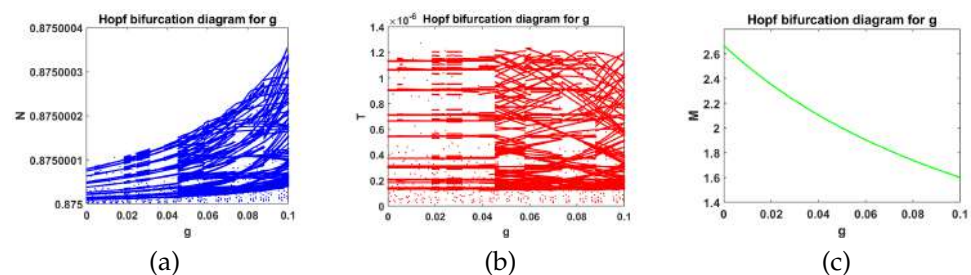 Hopf bifurcation diagram for g
0.8750004
0.8750003
0.8750002
0.8750001
0.875
N
0 0.02 0.04 0.06 0.08 0.1
g
(a)
×10⁻⁶ Hopf bifurcation diagram for g
1.4
1.2
1
0.8
0.6
0.4
0.2
0
T
0 0.02 0.04 0.06 0.08 0.1
g
(b)
Hopf bifurcation diagram for g
2.6
2.4
2.2
2
1.8
1.6
1.4
M
0 0.02 0.04 0.06 0.08 0.1
g
(c)